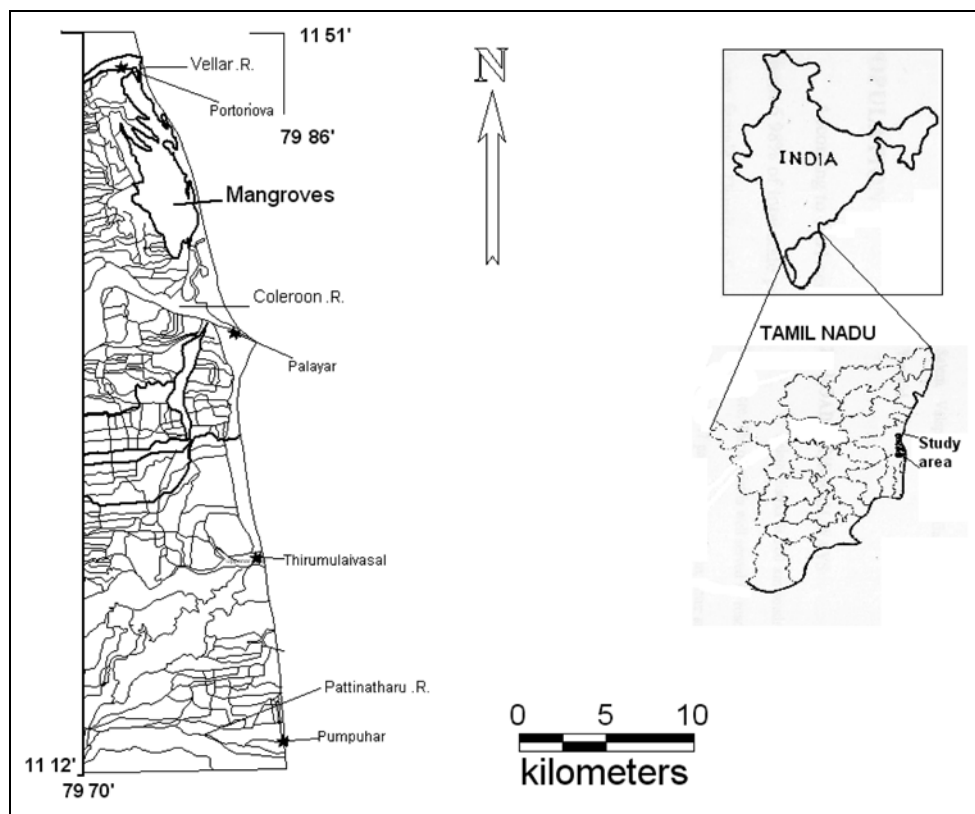 11 51'
Vellar .R.
Portoriova
79 86'
Mangroves
Coleroon .R.
Palayar
Thirumulaivasal
Pattinatharu .R.
Pumpuhar
11 12'
79 70'
N
INDIA
TAMIL NADU
Study
area
0 5 10
kilometers